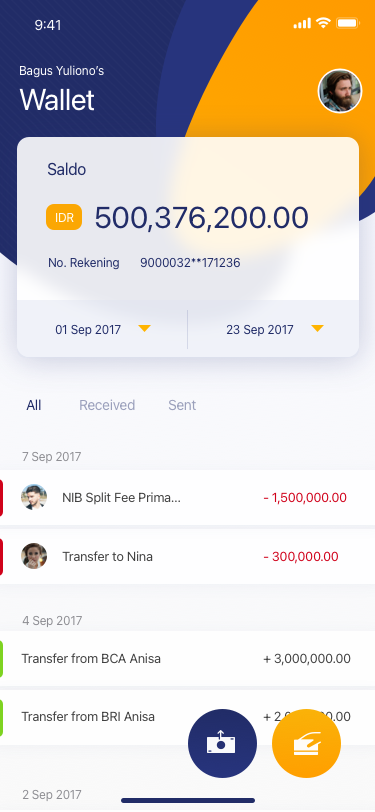 9:41
Bagus Yuliono's
Wallet
Saldo
IDR 500,376,200.00
No. Rekening 9000032**171236
01 Sep 2017 23 Sep 2017
All Received Sent
7 Sep 2017
NIB Split Fee Prima... - 1,500,000.00
Transfer to Nina - 300,000.00
4 Sep 2017
Transfer from BCA Anisa + 3,000,000.00
Transfer from BRI Anisa
2 Sep 2017